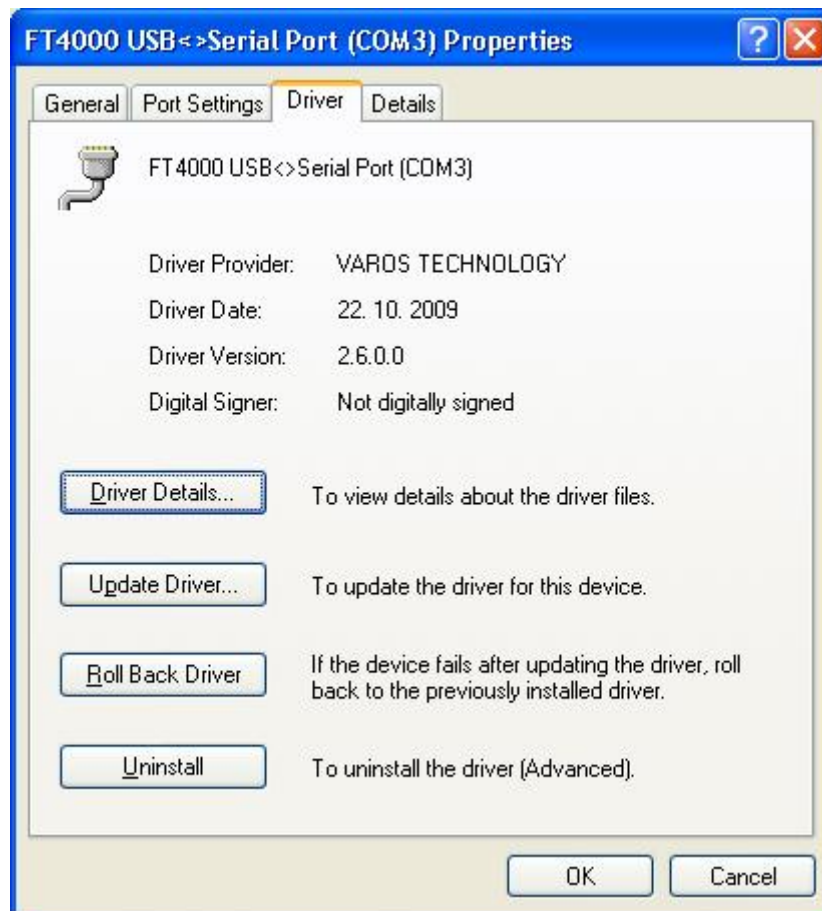 FT4000 USB<>Serial Port (COM3) Properties
General Port Settings Driver Details
FT4000 USB<>Serial Port (COM3)
Driver Provider: VAROS TECHNOLOGY
Driver Date: 22. 10. 2009
Driver Version: 2.6.0.0
Digital Signer: Not digitally signed
Driver Details... To view details about the driver files.
Update Driver... To update the driver for this device.
Roll Back Driver If the device fails after updating the driver, roll
back to the previously installed driver.
Uninstall To uninstall the driver (Advanced).
OK Cancel